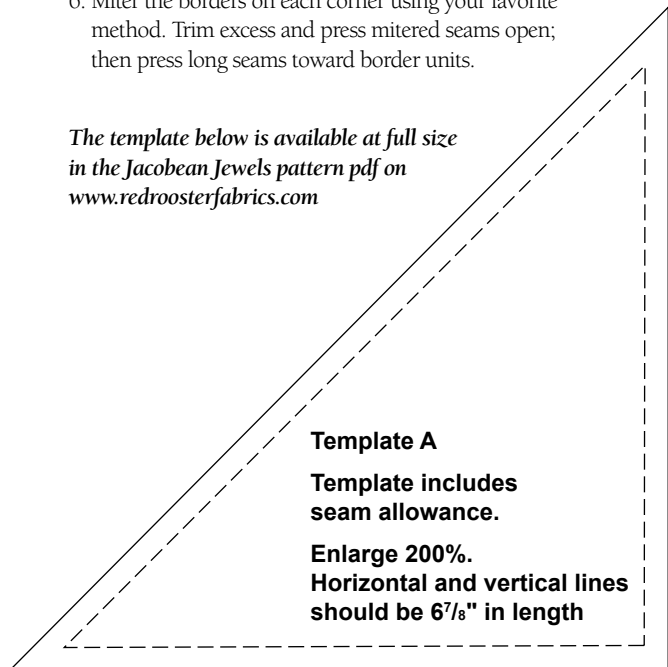 6. Miter the borders on each corner using your favorite
method. Trim excess and press mitered seams open;
then press long seams toward border units.
The template below is available at full size
in the Jacobean Jewels pattern pdf on
www.redroosterfabrics.com
Template A
Template includes
seam allowance.
Enlarge 200%.
Horizontal and vertical lines
should be 6⁷/₈" in length